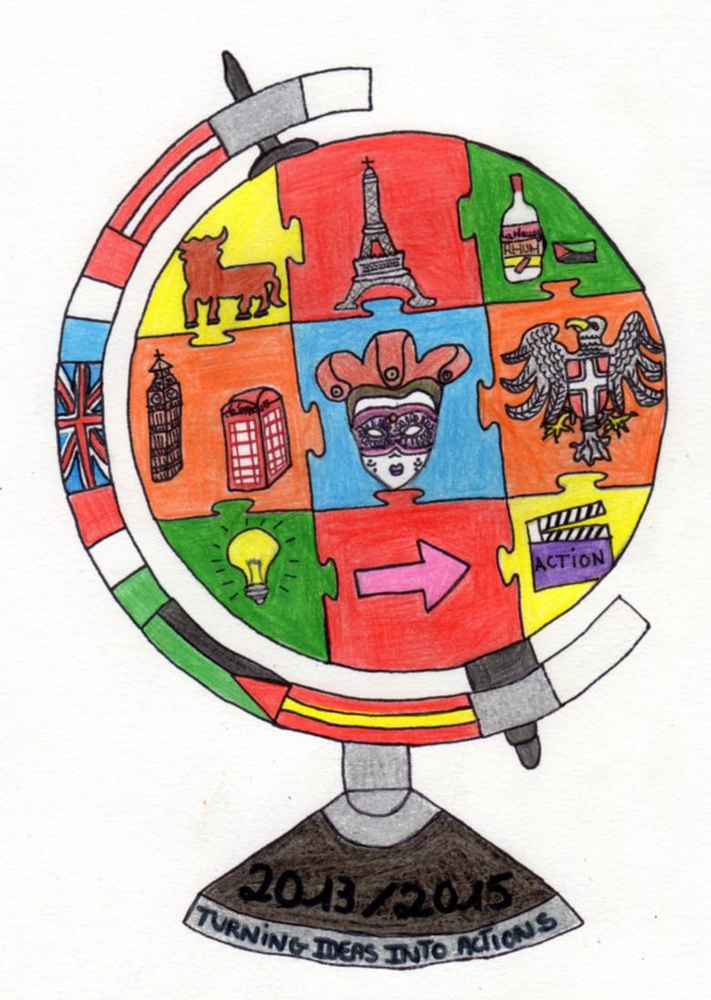 RHUM
ACTiON
2013/2015
TURNiNG IDEAS INTO ACTIONS